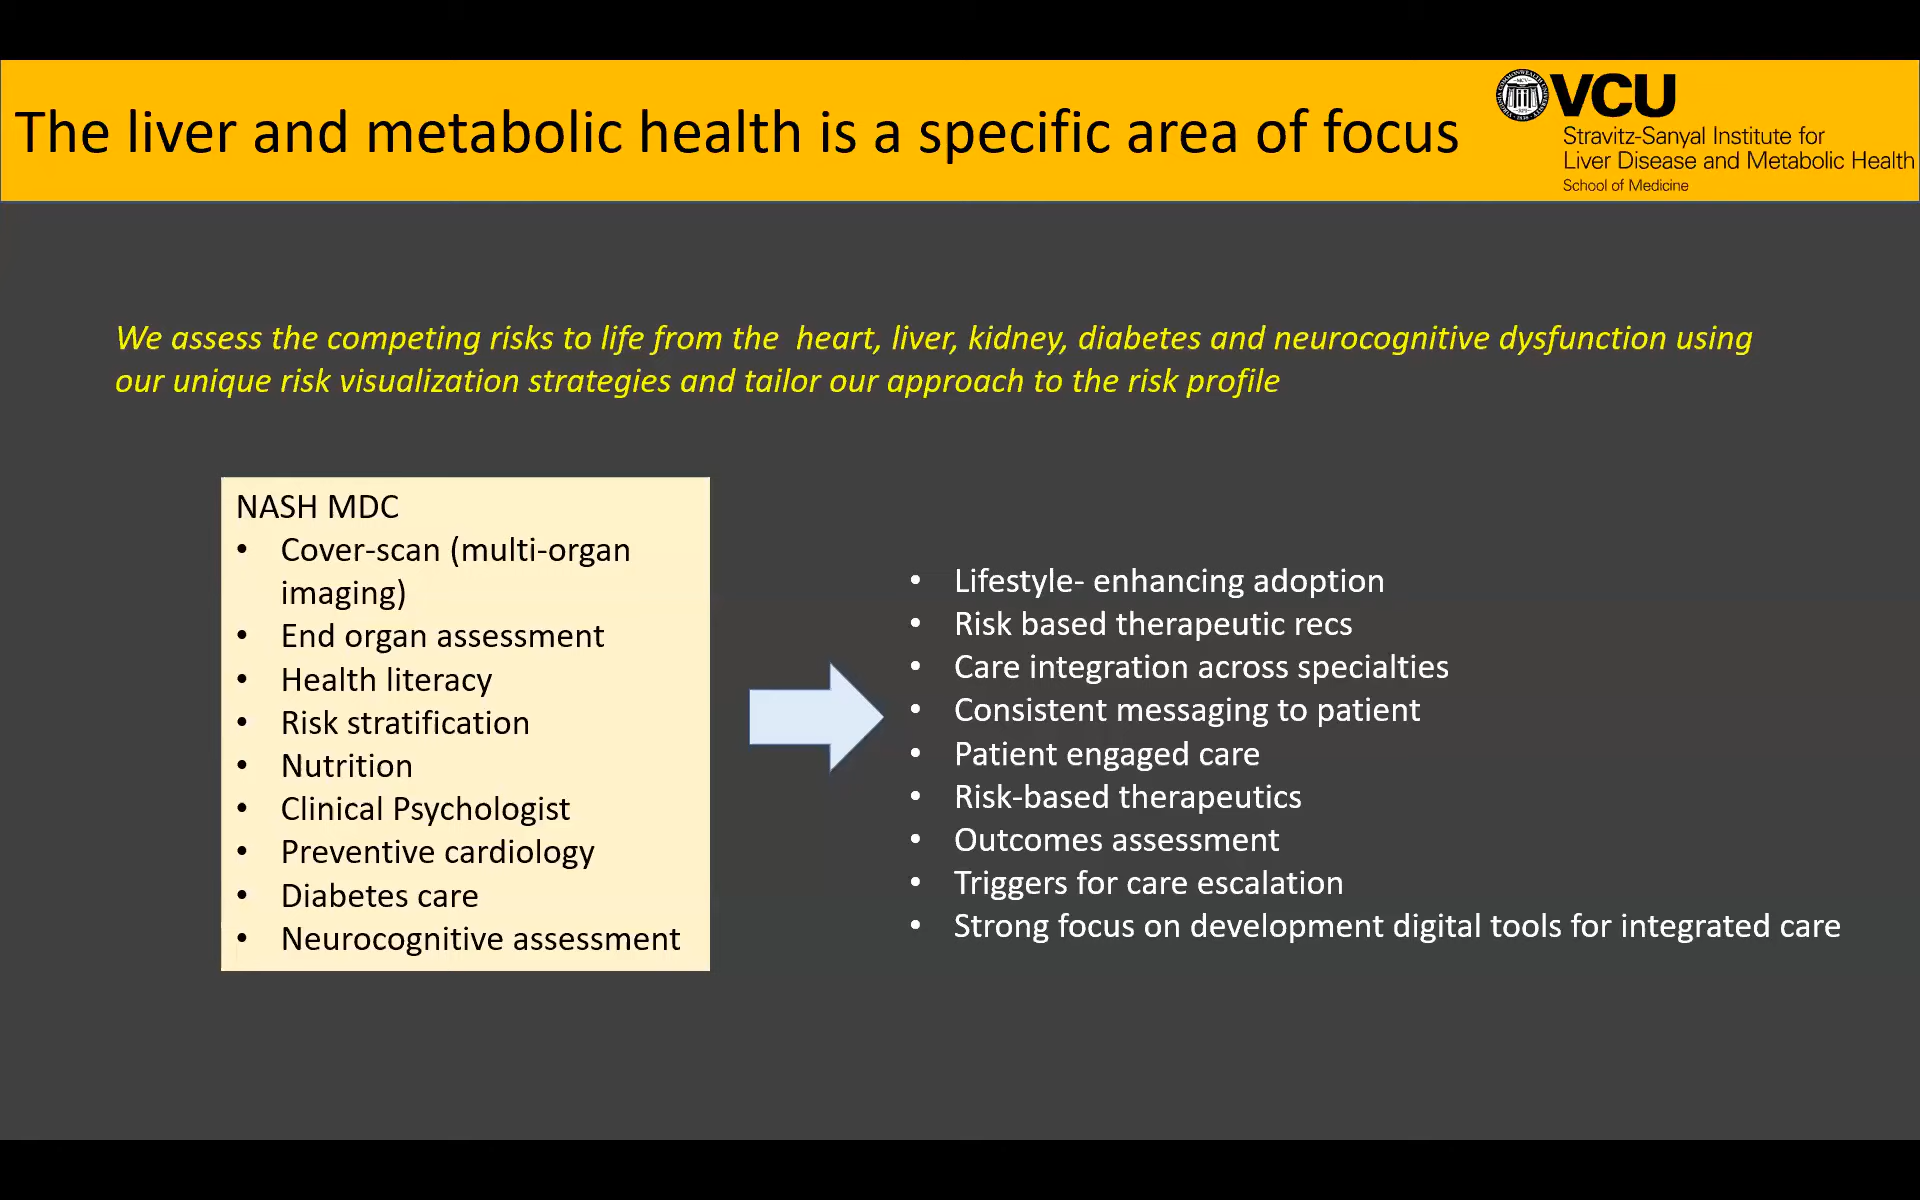 The liver and metabolic health is a specific area of focus
VCU
Stravitz-Sanyal Institute for
Liver Disease and Metabolic Health
School of Medicine
We assess the competing risks to life from the  heart, liver, kidney, diabetes and neurocognitive dysfunction using
our unique risk visualization strategies and tailor our approach to the risk profile
NASH MDC
• Cover-scan (multi-organ
imaging)
• End organ assessment
• Health literacy
• Risk stratification
• Nutrition
• Clinical Psychologist
• Preventive cardiology
• Diabetes care
• Neurocognitive assessment
• Lifestyle- enhancing adoption
• Risk based therapeutic recs
• Care integration across specialties
• Consistent messaging to patient
• Patient engaged care
• Risk-based therapeutics
• Outcomes assessment
• Triggers for care escalation
• Strong focus on development digital tools for integrated care